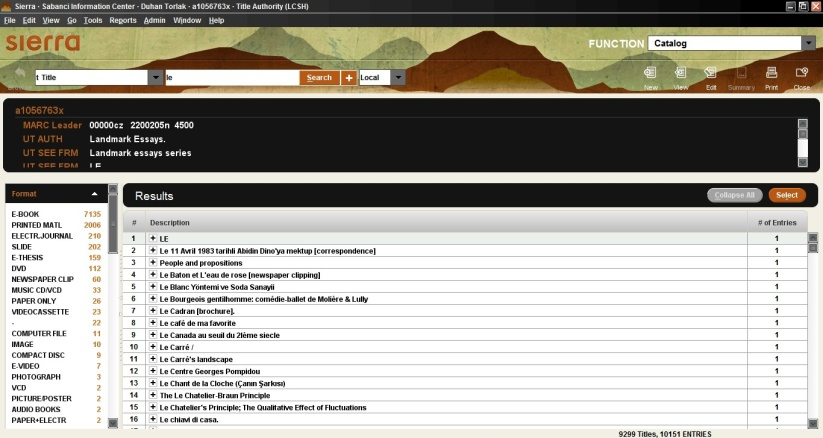 Sierra · Sabanci Information Center · Duhan Torlak · a1056763x · Title Authority (LCSH)
File Edit View Go Tools Reports Admin Window Help
sierra
FUNCTION Catalog
Browse t Title le Search + Local New View Edit Summary Print Close
a1056763x
MARC Leader 00000cz 2200205n 4500
UT AUTH Landmark Essays.
UT SEE FRM Landmark essays series
UT SEE FRM LE
Format
E-BOOK 7135
PRINTED MATL 2006
ELECTR.JOURNAL 210
SLIDE 202
E-THESIS 159
DVD 112
NEWSPAPER CLIP 60
MUSIC CD/VCD 33
PAPER ONLY 26
VIDEOCASSETTE 23
- 22
COMPUTER FILE 11
IMAGE 10
COMPACT DISC 9
E-VIDEO 7
PHOTOGRAPH 3
VCD 2
PICTURE/POSTER 2
AUDIO BOOKS 2
PAPER+ELECTR 2
Results Collapse All Select
# Description # of Entries
1 + LE 1
2 + Le 11 Avril 1983 tarihli Abidin Dino'ya mektup [correspondence] 1
3 + People and propositions 1
4 + Le Baton et L'eau de rose [newspaper clipping] 1
5 + Le Blanc Yöntemi ve Soda Sanayii 1
6 + Le Bourgeois gentilhomme: comédie-ballet de Molière & Lully 1
7 + Le Cadran [brochure]. 1
8 + Le café de ma favorite 1
9 + Le Canada au seuil du 2lème siecle 1
10 + Le Carré / 1
11 + Le Carré's landscape 1
12 + Le Centre Georges Pompidou 1
13 + Le Chant de la Cloche (Çanın Şarkısı) 1
14 + The Le Chatelier-Braun Principle 1
15 + Le Chatelier's Principle; The Qualitative Effect of Fluctuations 1
16 + Le chiavi di casa. 1
9299 Titles, 10151 ENTRIES